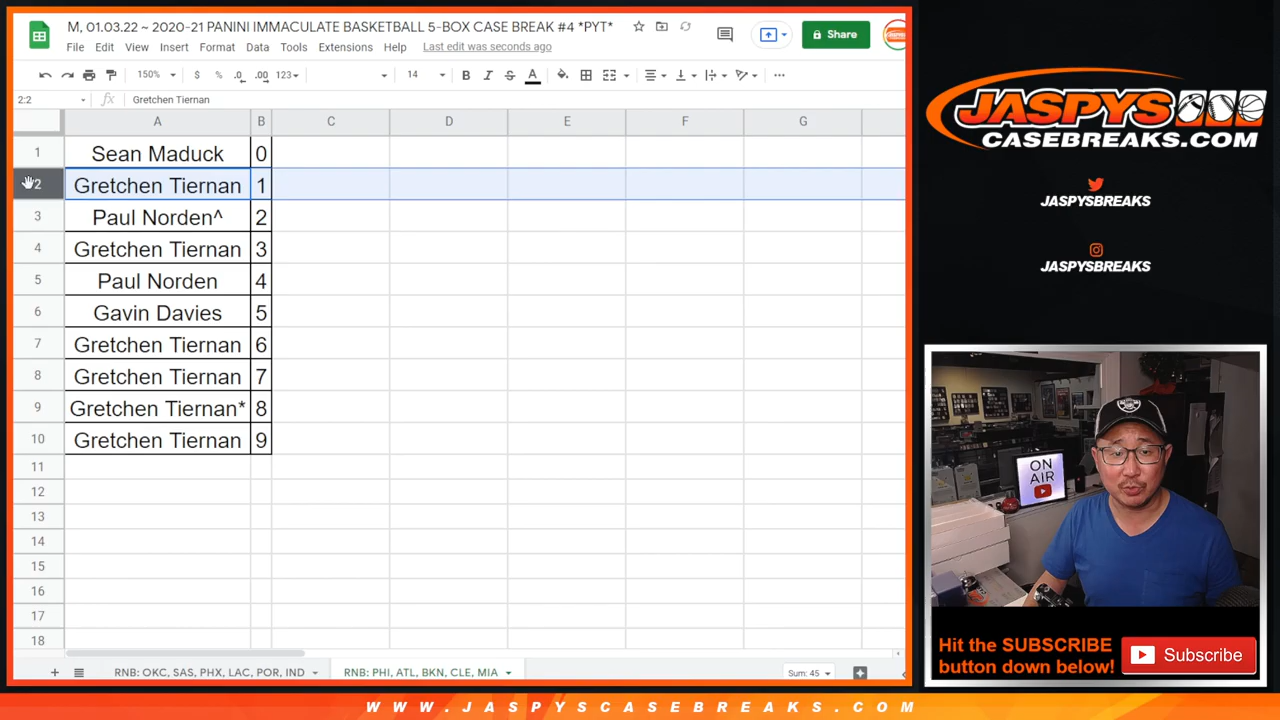 M, 01.03.22 ~ 2020-21 PANINI IMMACULATE BASKETBALL 5-BOX CASE BREAK #4 *PYT*
File Edit View Insert Format Data Tools Extensions Help Last edit was seconds ago
Share
150% $ % .0 .00 123 14 B I S A
2:2 fx Gretchen Tiernan
A B C D E F G
1 Sean Maduck 0
2 Gretchen Tiernan 1
3 Paul Norden^ 2
4 Gretchen Tiernan 3
5 Paul Norden 4
6 Gavin Davies 5
7 Gretchen Tiernan 6
8 Gretchen Tiernan 7
9 Gretchen Tiernan* 8
10 Gretchen Tiernan 9
11
12
13
14
15
16
17
18
RNB: OKC, SAS, PHX, LAC, POR, IND RNB: PHI, ATL, BKN, CLE, MIA Sum: 45
JASPYS
CASEBREAKS.COM
JASPYSBREAKS
JASPYSBREAKS
ON
AIR
Hit the SUBSCRIBE
button down below!
Subscribe
WWW.JASPYSCASEBREAKS.COM